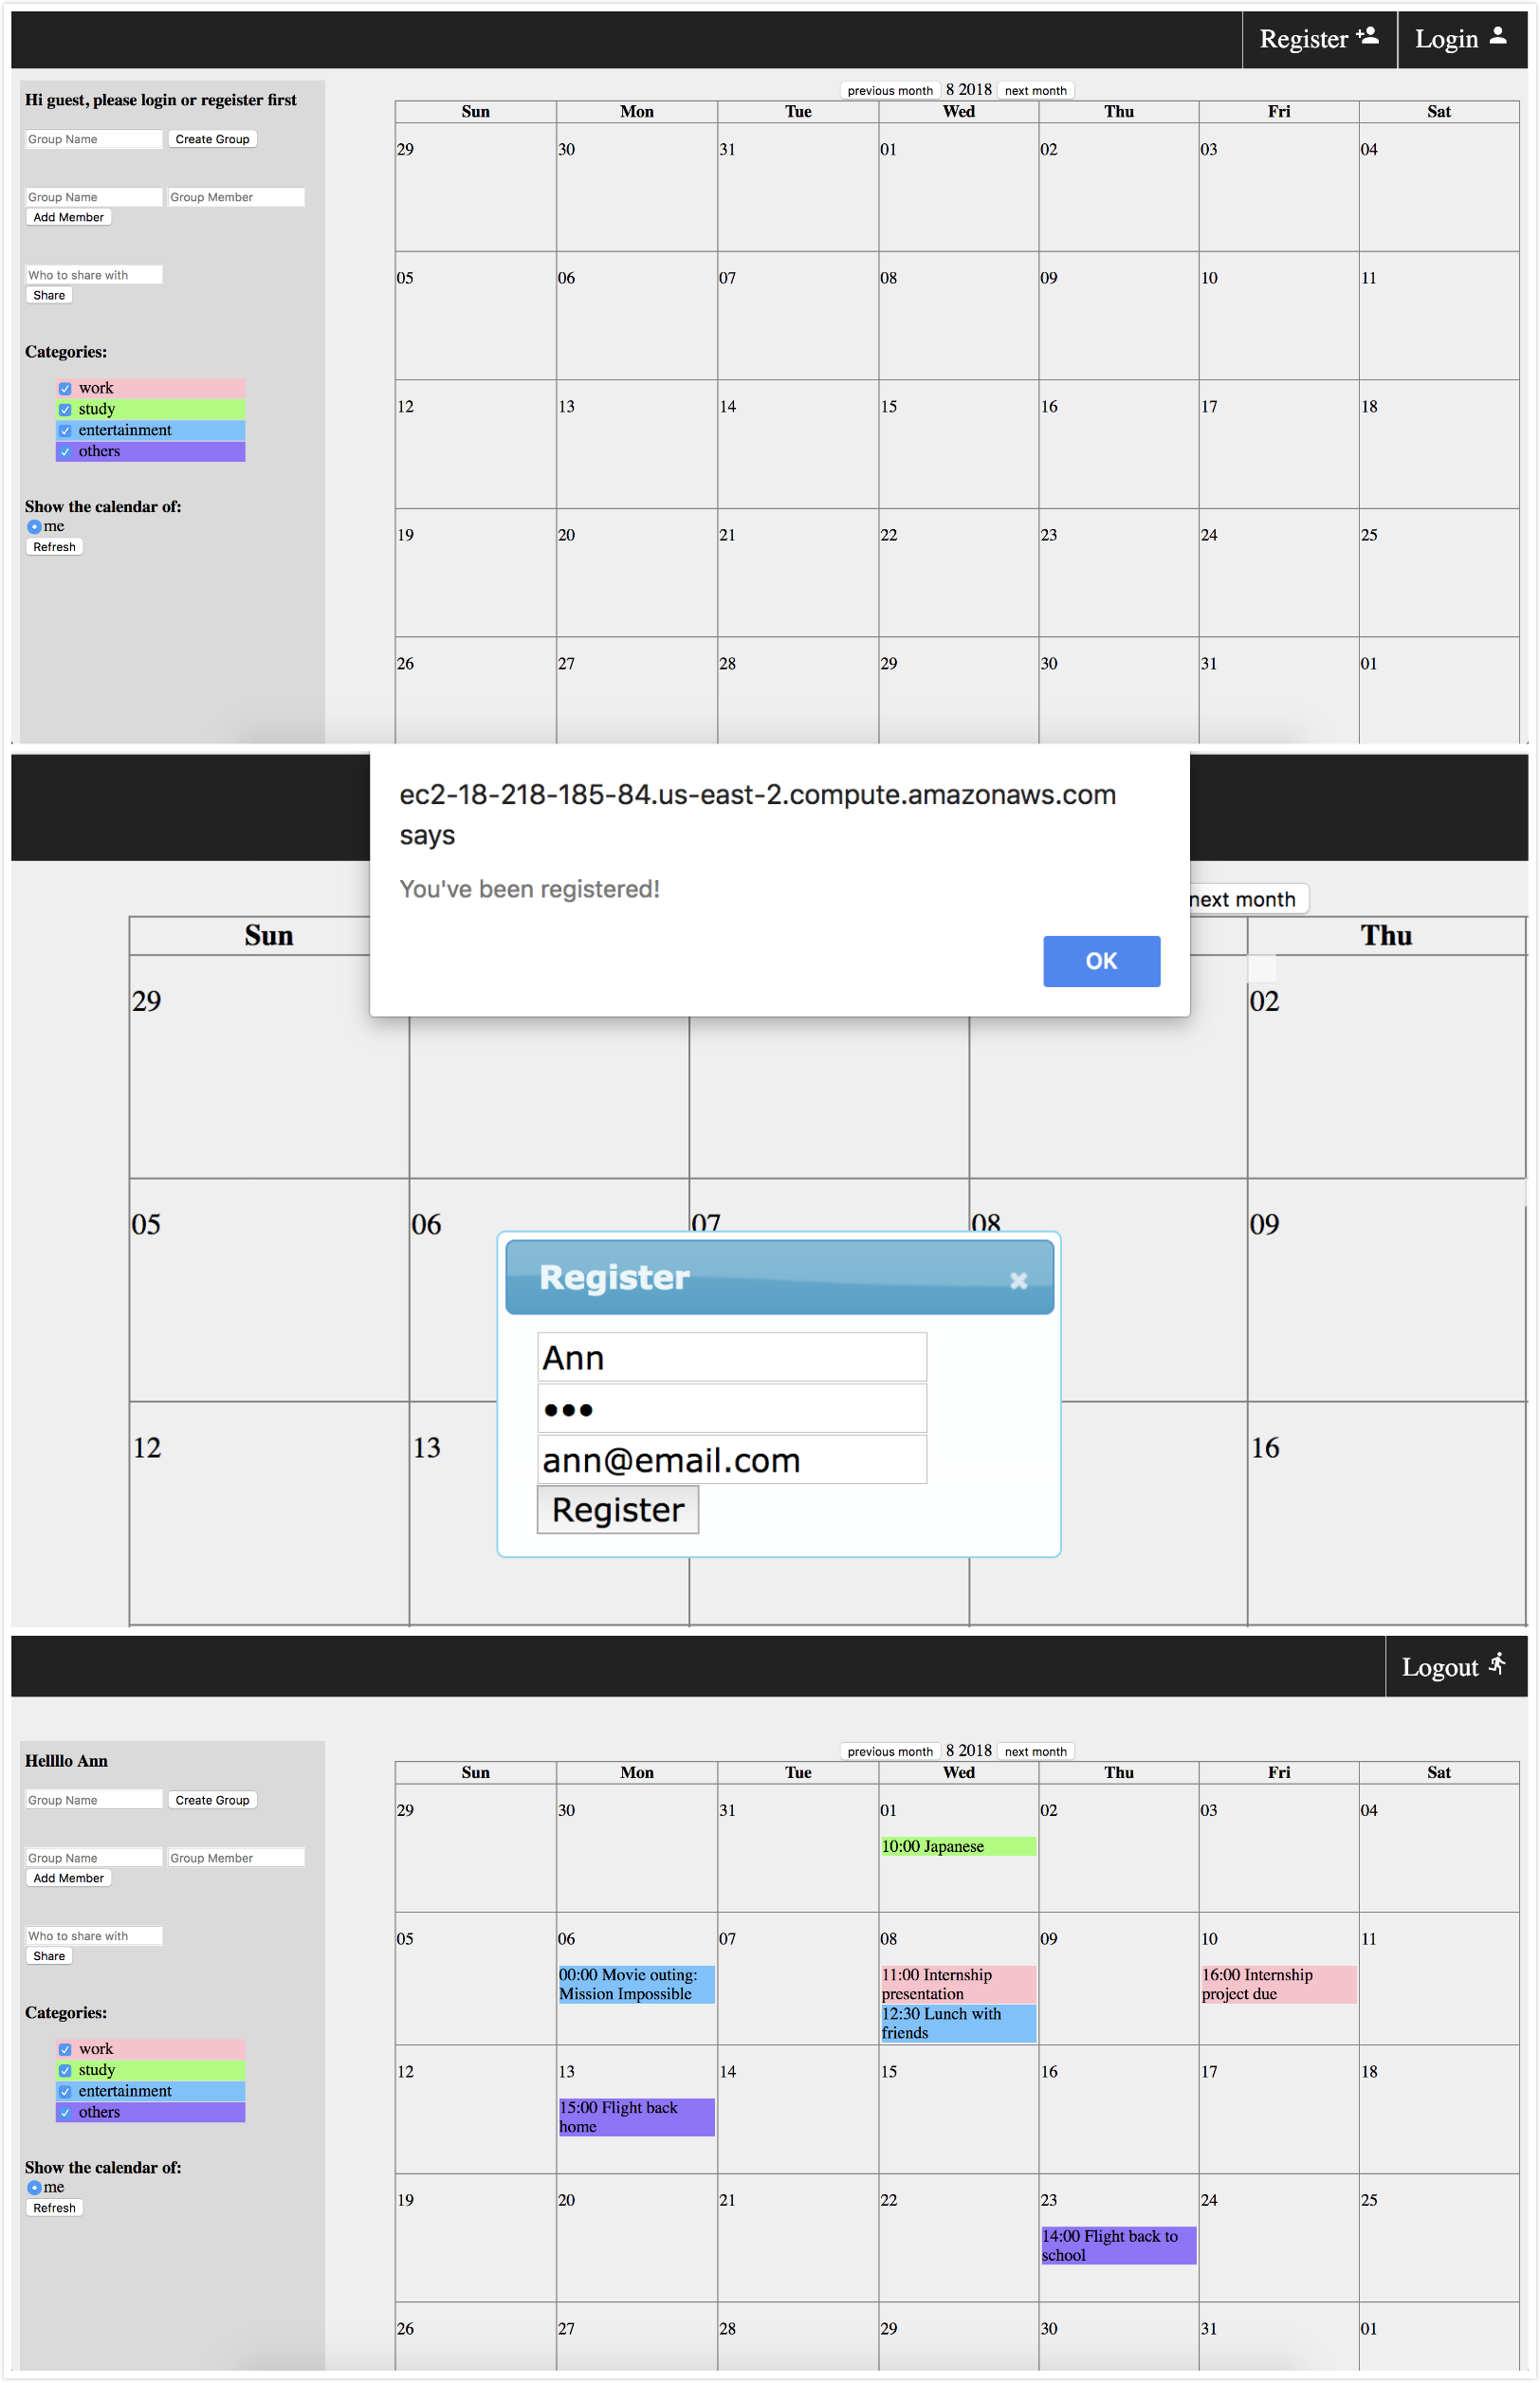 Register Login
Hi guest, please login or regeister first
Group Name Create Group
Group Name Group Member
Add Member
Who to share with
Share
Categories:
work
study
entertainment
others
Show the calendar of:
me
Refresh
previous month 8 2018 next month
Sun Mon Tue Wed Thu Fri Sat
29 30 31 01 02 03 04
05 06 07 08 09 10 11
12 13 14 15 16 17 18
19 20 21 22 23 24 25
26 27 28 29 30 31 01
ec2-18-218-185-84.us-east-2.compute.amazonaws.com
says
You've been registered!
OK
next month
Sun Thu
29 02
05 06 07 08 09
Register
Ann
•••
ann@email.com
Register
12 13 16
Logout
Hellllo Ann
Group Name Create Group
Group Name Group Member
Add Member
Who to share with
Share
Categories:
work
study
entertainment
others
Show the calendar of:
me
Refresh
previous month 8 2018 next month
Sun Mon Tue Wed Thu Fri Sat
29 30 31 01 02 03 04
10:00 Japanese
05 06 07 08 09 10 11
00:00 Movie outing:
Mission Impossible
11:00 Internship
presentation
12:30 Lunch with
friends
16:00 Internship
project due
12 13 14 15 16 17 18
15:00 Flight back
home
19 20 21 22 23 24 25
14:00 Flight back to
school
26 27 28 29 30 31 01